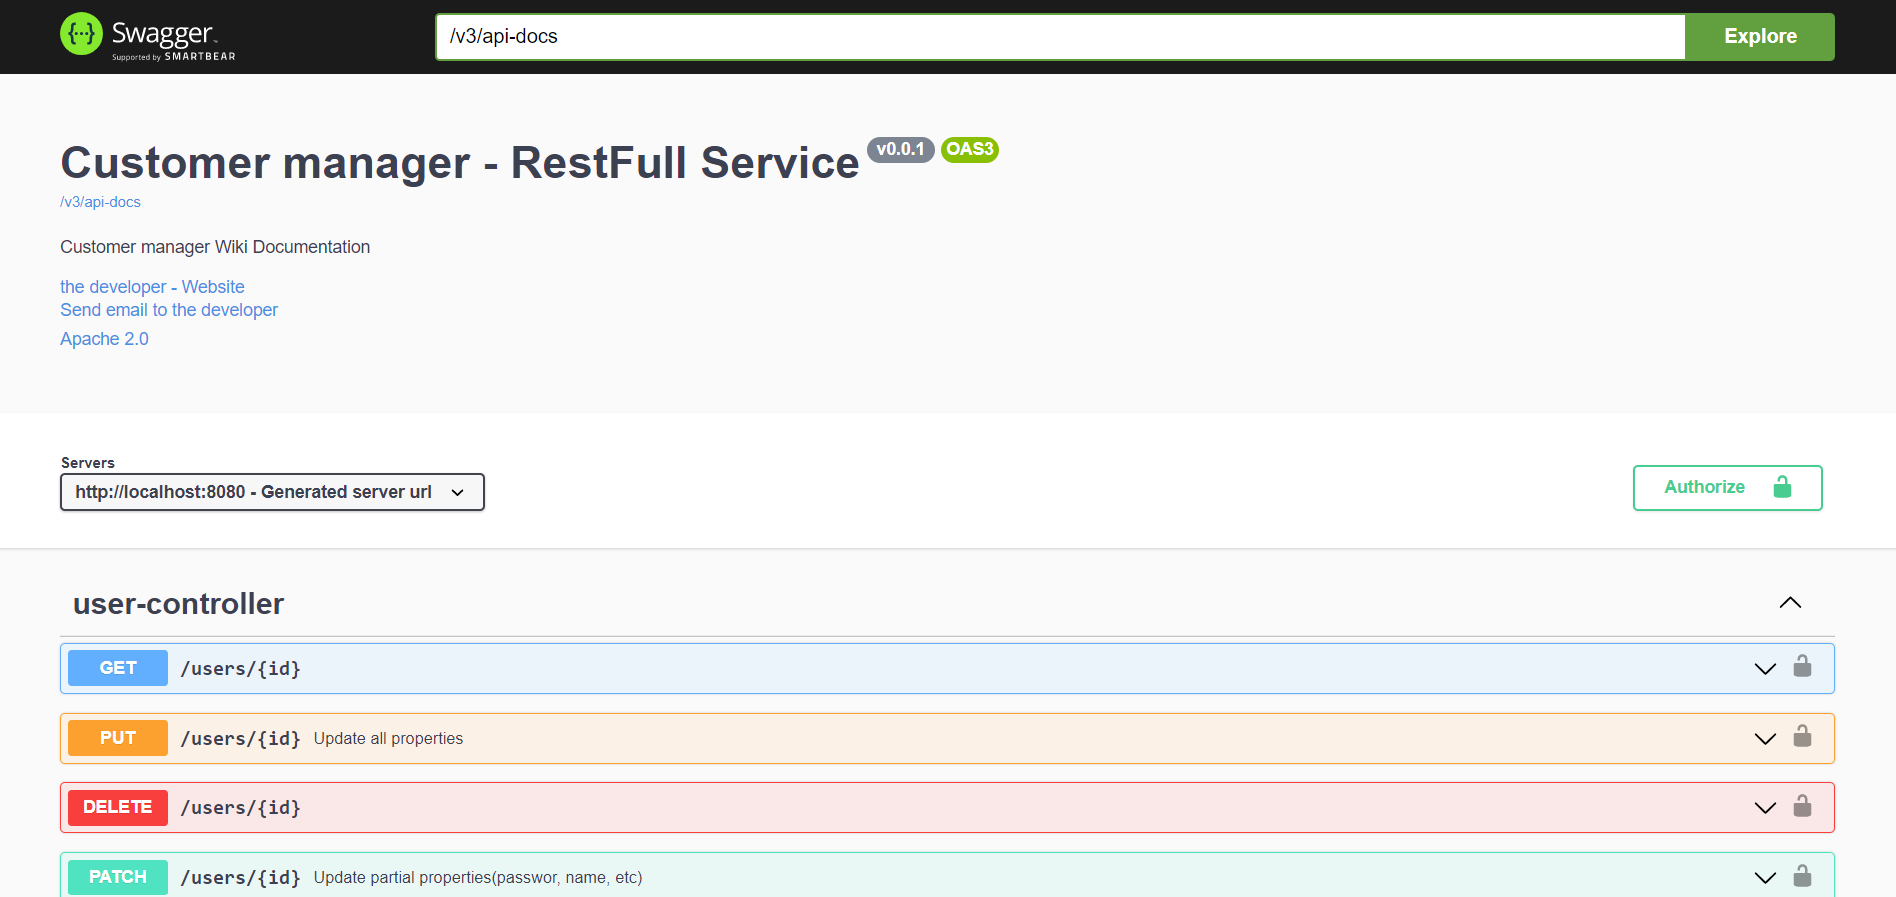 Swagger™
Supported by SMARTBEAR
/v3/api-docs
Explore
Customer manager - RestFull Service v0.0.1 OAS3
/v3/api-docs
Customer manager Wiki Documentation
the developer - Website
Send email to the developer
Apache 2.0
Servers
http://localhost:8080 - Generated server url
Authorize
user-controller
GET /users/{id}
PUT /users/{id} Update all properties
DELETE /users/{id}
PATCH /users/{id} Update partial properties(passwor, name, etc)